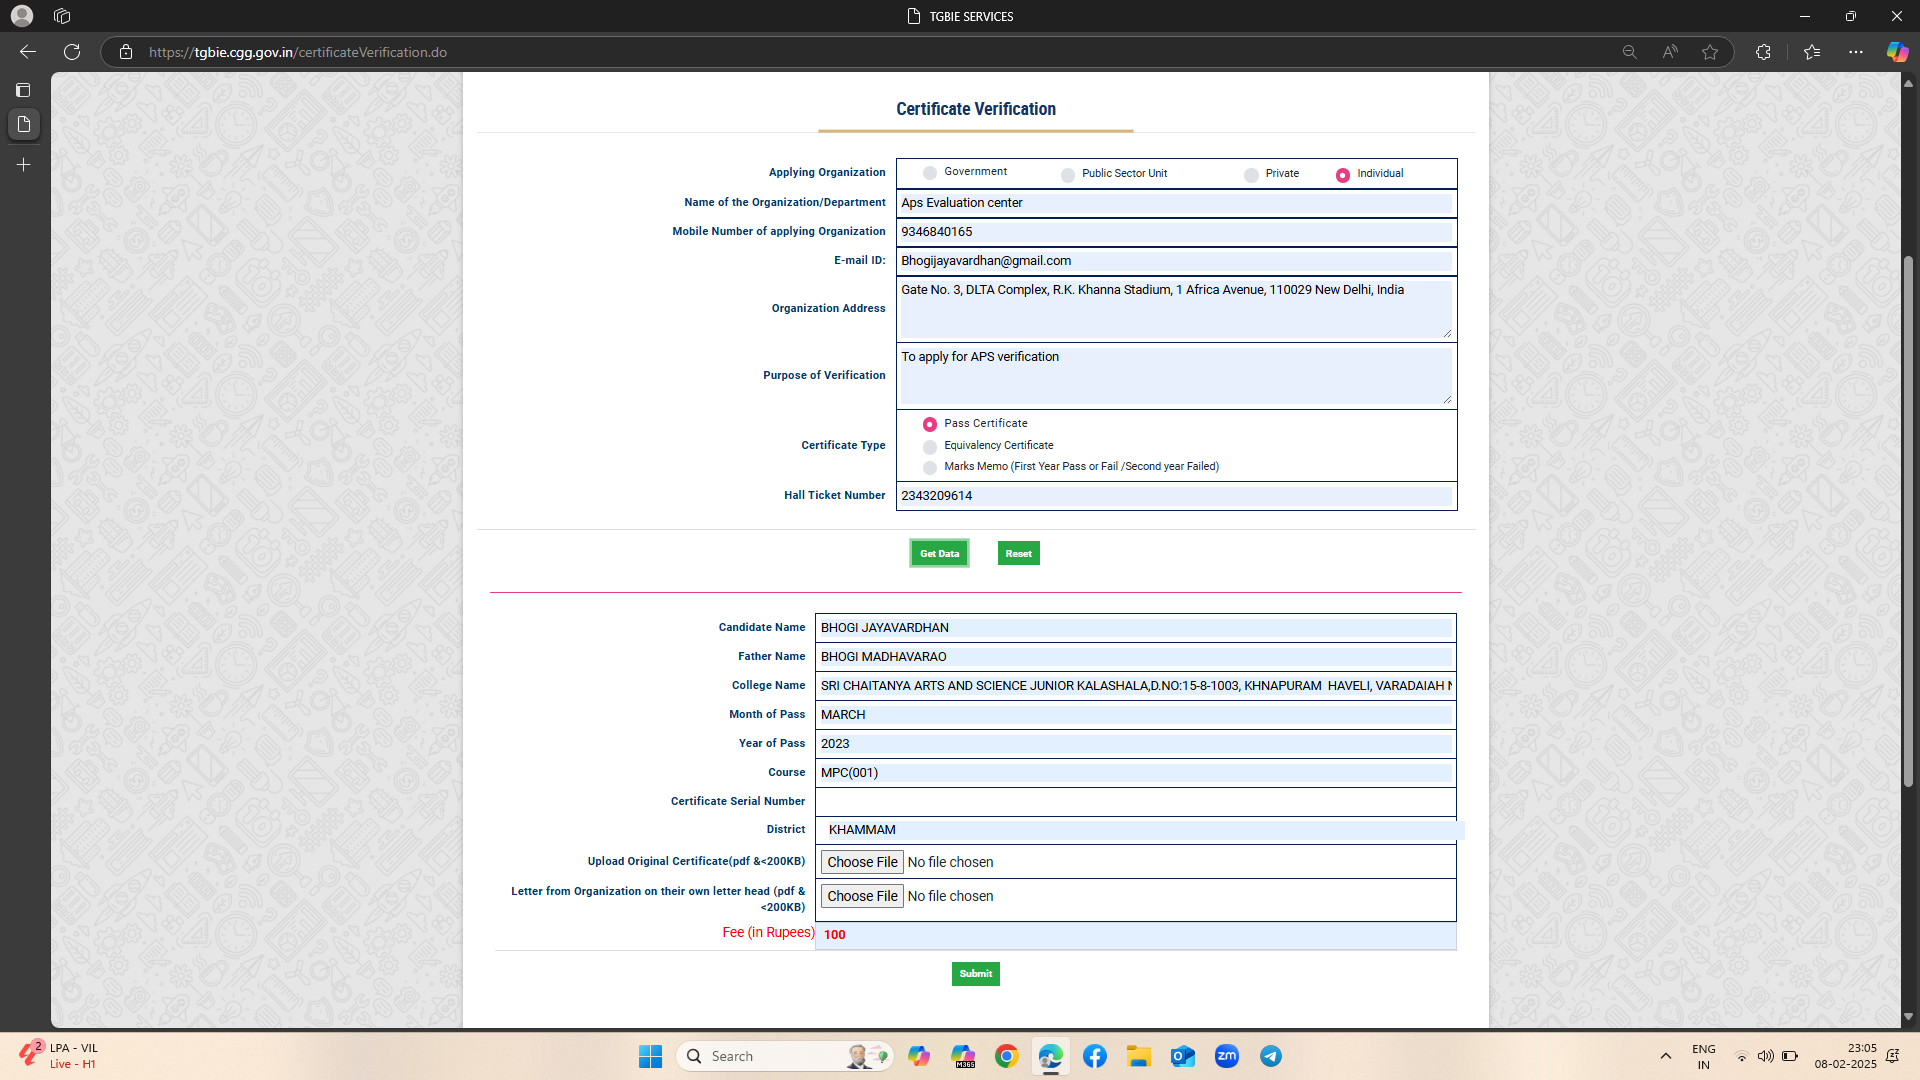 TGBIE SERVICES
https://tgbie.cgg.gov.in/certificateVerification.do
Certificate Verification
Applying Organization Government Public Sector Unit Private Individual
Name of the Organization/Department Aps Evaluation center
Mobile Number of applying Organization 9346840165
E-mail ID: Bhogijayavardhan@gmail.com
Organization Address Gate No. 3, DLTA Complex, R.K. Khanna Stadium, 1 Africa Avenue, 110029 New Delhi, India
Purpose of Verification To apply for APS verification
Certificate Type Pass Certificate
Equivalency Certificate
Marks Memo (First Year Pass or Fail /Second year Failed)
Hall Ticket Number 2343209614
Get Data Reset
Candidate Name BHOGI JAYAVARDHAN
Father Name BHOGI MADHAVARAO
College Name SRI CHAITANYA ARTS AND SCIENCE JUNIOR KALASHALA,D.NO:15-8-1003, KHNAPURAM HAVELI, VARADAIAH N
Month of Pass MARCH
Year of Pass 2023
Course MPC(001)
Certificate Serial Number
District KHAMMAM
Upload Original Certificate(pdf &<200KB) Choose File No file chosen
Letter from Organization on their own letter head (pdf &
<200KB) Choose File No file chosen
Fee (in Rupees) 100
Submit
2 LPA - VIL
Live - H1
Search
M365
zm
ENG
IN
23:05
08-02-2025